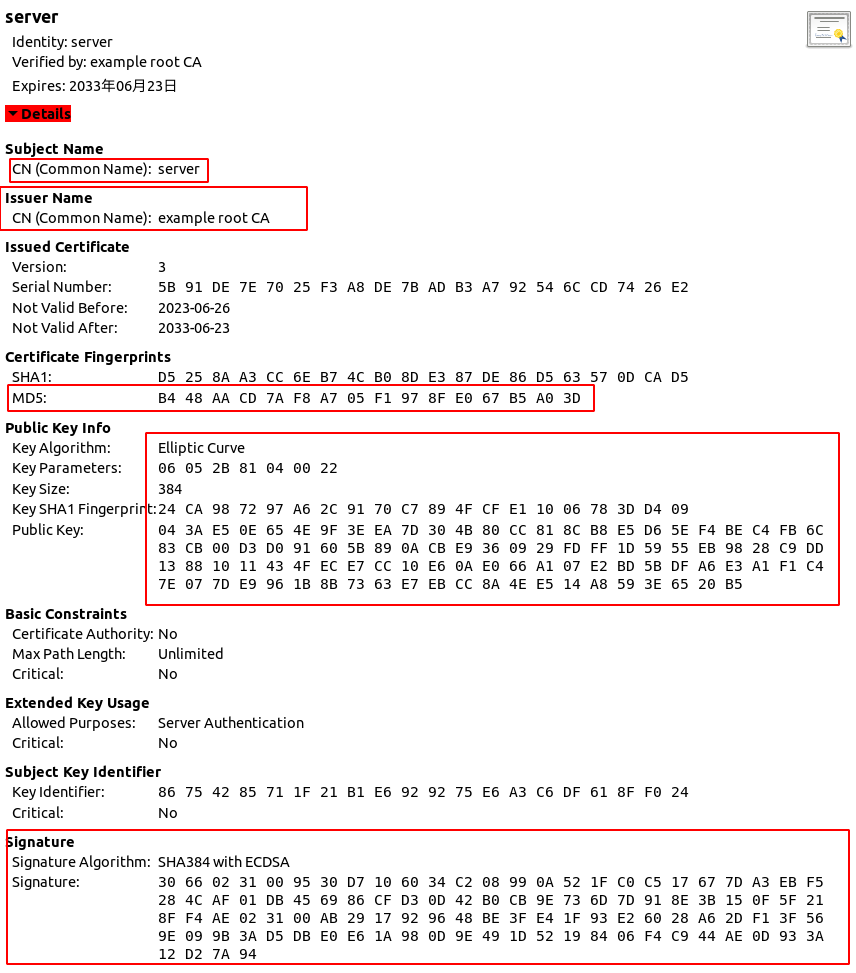 server
Identity: server
Verified by: example root CA
Expires: 2033年06月23日
Details
Subject Name
CN (Common Name): server
Issuer Name
CN (Common Name): example root CA
Issued Certificate
Version: 3
Serial Number: 5B 91 DE 7E 70 25 F3 A8 DE 7B AD B3 A7 92 54 6C CD 74 26 E2
Not Valid Before: 2023-06-26
Not Valid After: 2033-06-23
Certificate Fingerprints
SHA1: D5 25 8A A3 CC 6E B7 4C B0 8D E3 87 DE 86 D5 63 57 0D CA D5
MD5: B4 48 AA CD 7A F8 A7 05 F1 97 8F E0 67 B5 A0 3D
Public Key Info
Key Algorithm: Elliptic Curve
Key Parameters: 06 05 2B 81 04 00 22
Key Size: 384
Key SHA1 Fingerprint: 24 CA 98 72 97 A6 2C 91 70 C7 89 4F CF E1 10 06 78 3D D4 09
Public Key: 04 3A E5 0E 65 4E 9F 3E EA 7D 30 4B 80 CC 81 8C B8 E5 D6 5E F4 BE C4 FB 6C
83 CB 00 D3 D0 91 60 5B 89 0A CB E9 36 09 29 FD FF 1D 59 55 EB 98 28 C9 DD
13 88 10 11 43 4F EC E7 CC 10 E6 0A E0 66 A1 07 E2 BD 5B DF A6 E3 A1 F1 C4
7E 07 7D E9 96 1B 8B 73 63 E7 EB CC 8A 4E E5 14 A8 59 3E 65 20 B5
Basic Constraints
Certificate Authority: No
Max Path Length: Unlimited
Critical: No
Extended Key Usage
Allowed Purposes: Server Authentication
Critical: No
Subject Key Identifier
Key Identifier: 86 75 42 85 71 1F 21 B1 E6 92 92 75 E6 A3 C6 DF 61 8F F0 24
Critical: No
Signature
Signature Algorithm: SHA384 with ECDSA
Signature: 30 66 02 31 00 95 30 D7 10 60 34 C2 08 99 0A 52 1F C0 C5 17 67 7D A3 EB F5
28 4C AF 01 DB 45 69 86 CF D3 0D 42 B0 CB 9E 73 6D 7D 91 8E 3B 15 0F 5F 21
8F F4 AE 02 31 00 AB 29 17 92 96 48 BE 3F E4 1F 93 E2 60 28 A6 2D F1 3F 56
9E 09 9B 3A D5 DB E0 E6 1A 98 0D 9E 49 1D 52 19 84 06 F4 C9 44 AE 0D 93 3A
12 D2 7A 94